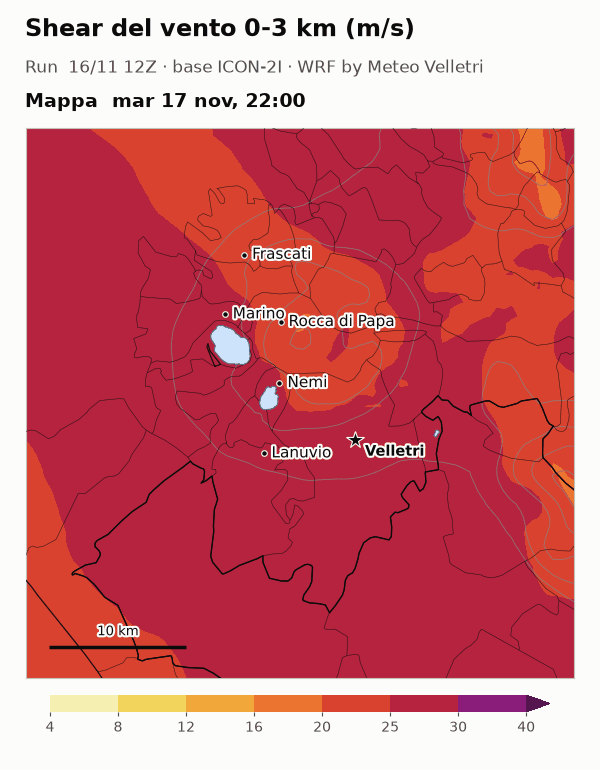 Shear del vento 0-3 km (m/s)
Run  16/11 12Z · base ICON-2I · WRF by Meteo Velletri
Mappa  mar 17 nov, 22:00
Frascati
Marino
Rocca di Papa
Nemi
Velletri
Lanuvio
10 km
4 8 12 16 20 25 30 40